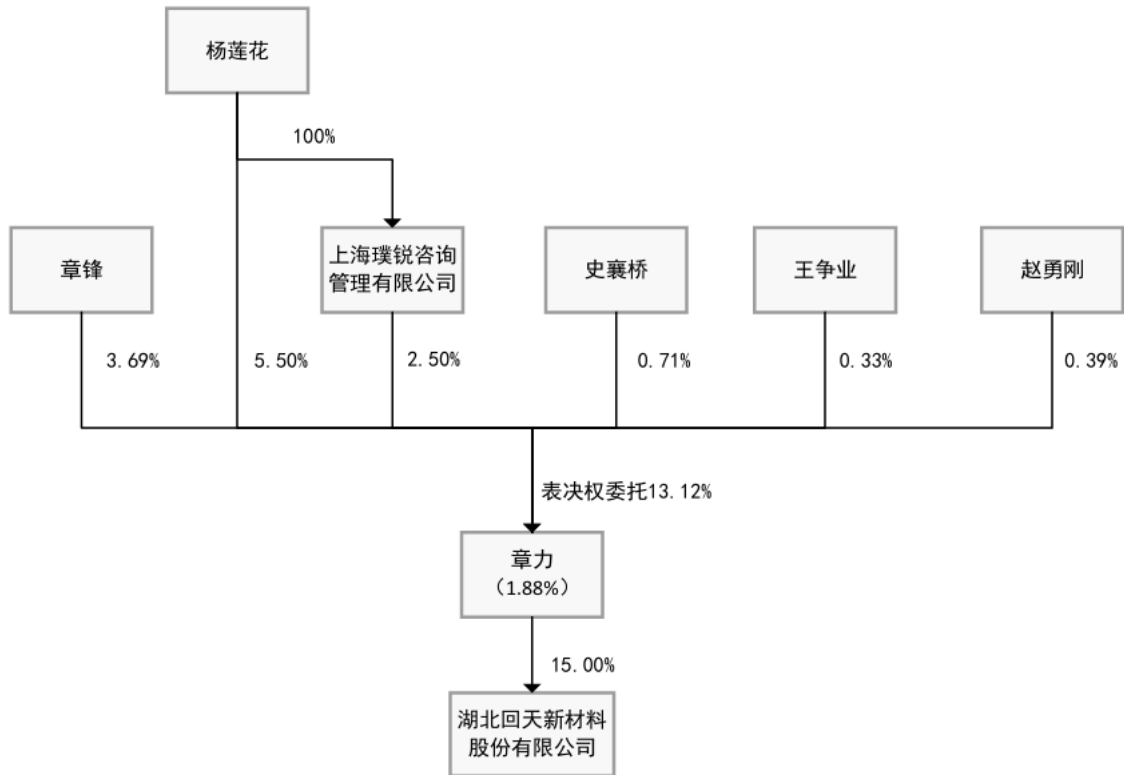 杨莲花
100%
章锋
上海璞锐咨询
管理有限公司
史襄桥
王争业
赵勇刚
3.69%
5.50%
2.50%
0.71%
0.33%
0.39%
表决权委托13.12%
章力
（1.88%）
15.00%
湖北回天新材料
股份有限公司